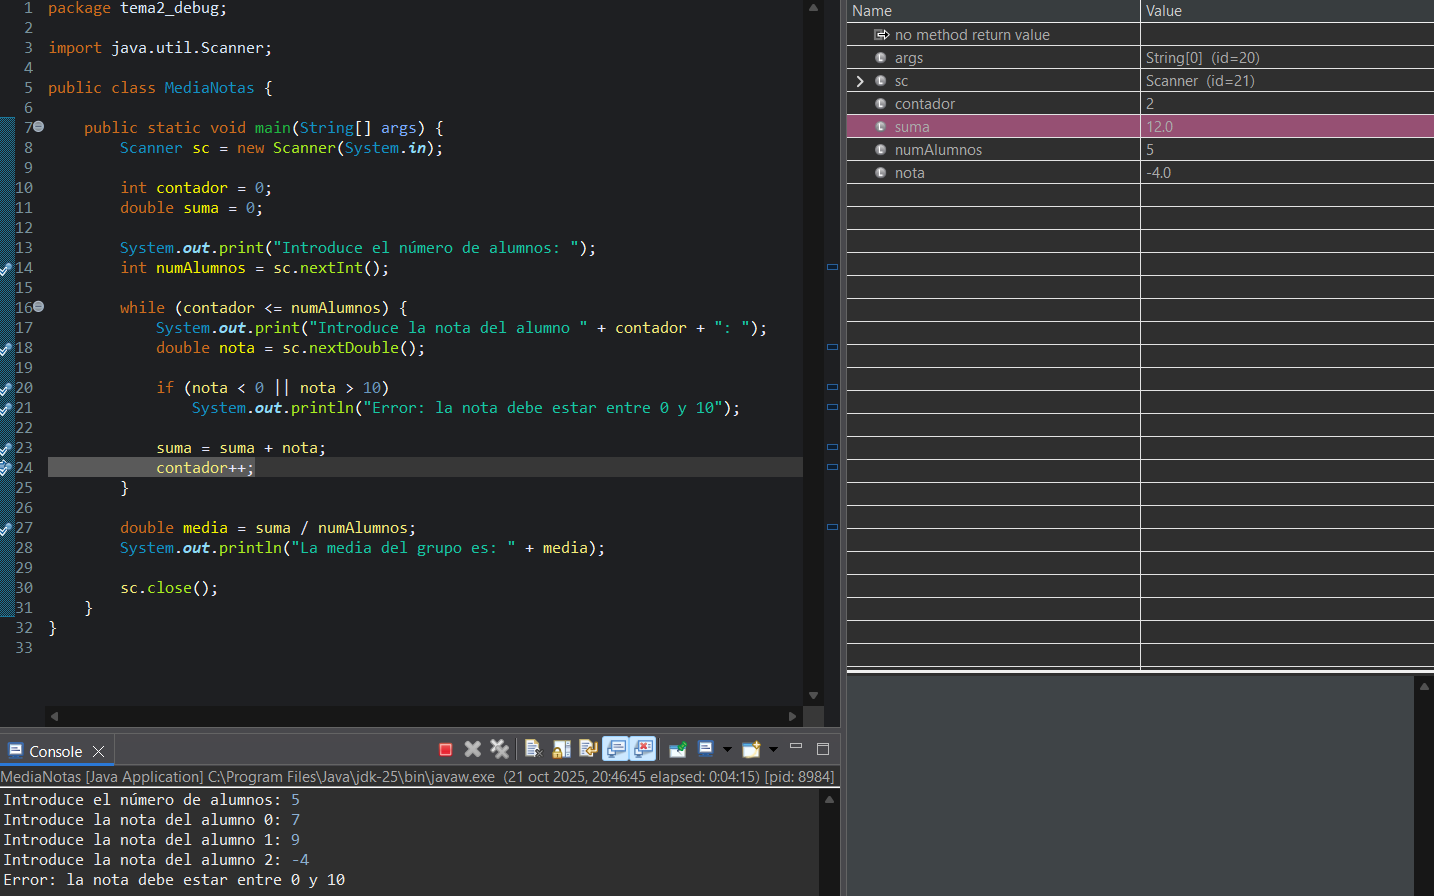 1 package tema2_debug;
2
3 import java.util.Scanner;
4
5 public class MediaNotas {
6
7 public static void main(String[] args) {
8 Scanner sc = new Scanner(System.in);
9
10 int contador = 0;
11 double suma = 0;
12
13 System.out.print("Introduce el número de alumnos: ");
14 int numAlumnos = sc.nextInt();
15
16 while (contador <= numAlumnos) {
17 System.out.print("Introduce la nota del alumno " + contador + ": ");
18 double nota = sc.nextDouble();
19
20 if (nota < 0 || nota > 10)
21 System.out.println("Error: la nota debe estar entre 0 y 10");
22
23 suma = suma + nota;
24 contador++;
25 }
26
27 double media = suma / numAlumnos;
28 System.out.println("La media del grupo es: " + media);
29
30 sc.close();
31 }
32 }
33
Name Value
no method return value
args String[0] (id=20)
sc Scanner (id=21)
contador 2
suma 12.0
numAlumnos 5
nota -4.0
Console
MediaNotas [Java Application] C:\Program Files\Java\jdk-25\bin\javaw.exe (21 oct 2025, 20:46:45 elapsed: 0:04:15) [pid: 8984]
Introduce el número de alumnos: 5
Introduce la nota del alumno 0: 7
Introduce la nota del alumno 1: 9
Introduce la nota del alumno 2: -4
Error: la nota debe estar entre 0 y 10